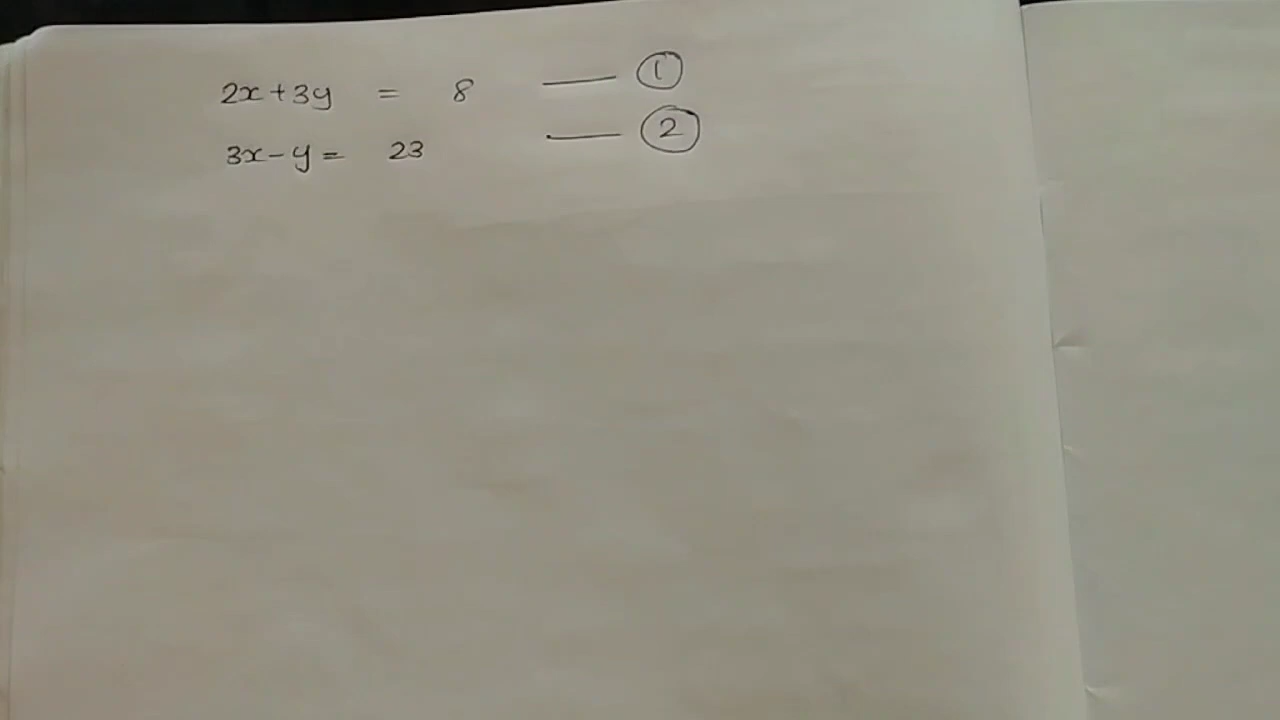 2x+3y = 8 —— ①
3x-y = 23 —— ②